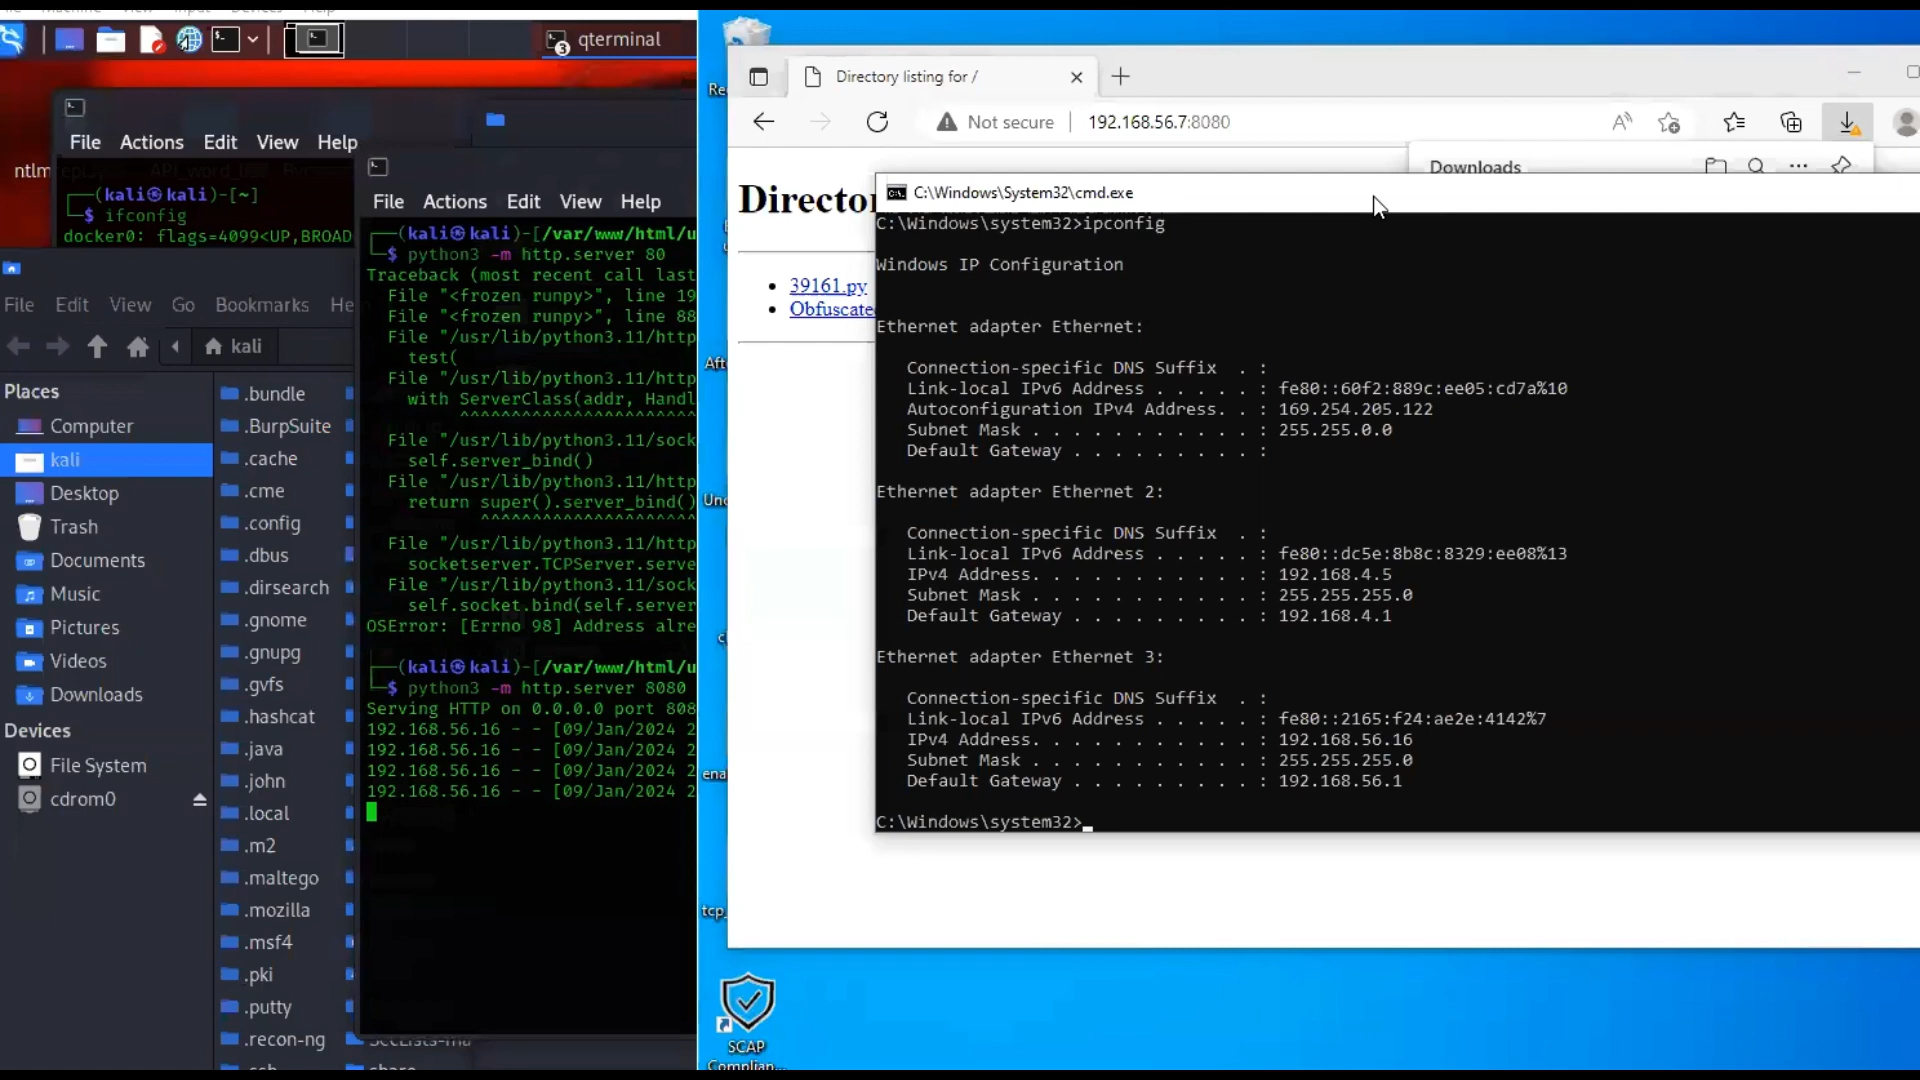 qterminal
3
File Actions Edit View Help
ntlm
┌──(kali㉿kali)-[~]
└─$ ifconfig
docker0: flags=4099<UP,BROAD
File Edit View Go Bookmarks He
kali
Places
Computer
kali
Desktop
Trash
Documents
Music
Pictures
Videos
Downloads
Devices
File System
cdrom0
.bundle
.BurpSuite
.cache
.cme
.config
.dbus
.dirsearch
.gnome
.gnupg
.gvfs
.hashcat
.java
.john
.local
.m2
.maltego
.mozilla
.msf4
.pki
.putty
.recon-ng
File Actions Edit View Help
┌──(kali㉿kali)-[/var/www/html/u
└─$ python3 -m http.server 80
Traceback (most recent call last
File "<frozen runpy>", line 19
File "<frozen runpy>", line 88
File "/usr/lib/python3.11/http
test(
File "/usr/lib/python3.11/http
with ServerClass(addr, Handl
^^^^^^^^^^^^^^^^^^^^^^^
File "/usr/lib/python3.11/sock
self.server_bind()
File "/usr/lib/python3.11/http
return super().server_bind()
^^^^^^^^^^^^^^^^^^^^^
File "/usr/lib/python3.11/http
socketserver.TCPServer.serve
File "/usr/lib/python3.11/sock
self.socket.bind(self.server
OSError: [Errno 98] Address alre
┌──(kali㉿kali)-[/var/www/html/u
└─$ python3 -m http.server 8080
Serving HTTP on 0.0.0.0 port 808
192.168.56.16 - - [09/Jan/2024 2
192.168.56.16 - - [09/Jan/2024 2
192.168.56.16 - - [09/Jan/2024 2
192.168.56.16 - - [09/Jan/2024 2
Directory listing for /
Not secure 192.168.56.7:8080
Downloads
Directo
39161.py
Obfuscate
C:\Windows\System32\cmd.exe
C:\Windows\system32>ipconfig
Windows IP Configuration
Ethernet adapter Ethernet:
Connection-specific DNS Suffix . :
Link-local IPv6 Address . . . . . : fe80::60f2:889c:ee05:cd7a%10
Autoconfiguration IPv4 Address. . : 169.254.205.122
Subnet Mask . . . . . . . . . . . : 255.255.0.0
Default Gateway . . . . . . . . . :
Ethernet adapter Ethernet 2:
Connection-specific DNS Suffix . :
Link-local IPv6 Address . . . . . : fe80::dc5e:8b8c:8329:ee08%13
IPv4 Address. . . . . . . . . . . : 192.168.4.5
Subnet Mask . . . . . . . . . . . : 255.255.255.0
Default Gateway . . . . . . . . . : 192.168.4.1
Ethernet adapter Ethernet 3:
Connection-specific DNS Suffix . :
Link-local IPv6 Address . . . . . : fe80::2165:f24:ae2e:4142%7
IPv4 Address. . . . . . . . . . . : 192.168.56.16
Subnet Mask . . . . . . . . . . . : 255.255.255.0
Default Gateway . . . . . . . . . : 192.168.56.1
C:\Windows\system32>
Re
Aft
Und
ena
tcp_
SCAP
Complian...